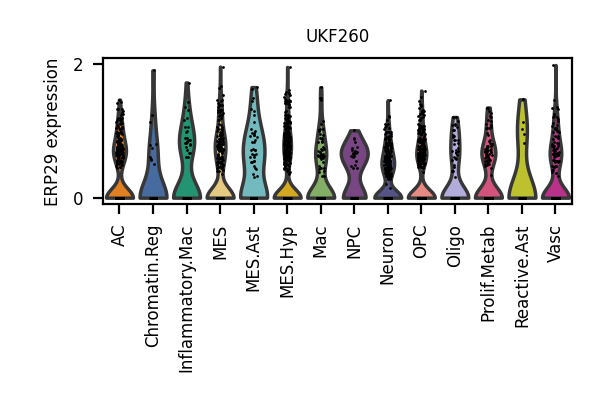 UKF260
ERP29 expression
2
0
AC
Chromatin.Reg
Inflammatory.Mac
MES
MES.Ast
MES.Hyp
Mac
NPC
Neuron
OPC
Oligo
Prolif.Metab
Reactive.Ast
Vasc